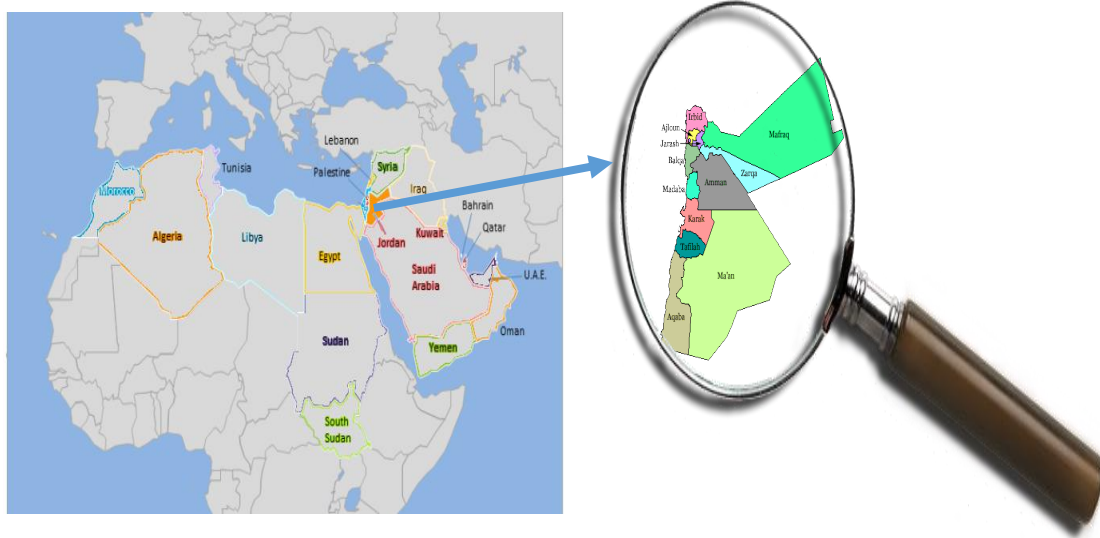 Lebanon
Tunisia
Syria
Palestine
Iraq
Morocco
Bahrain
Algeria
Libya
Jordan
Kuwait
Qatar
Egypt
Saudi
Arabia
U.A.E.
Oman
Sudan
Yemen
South
Sudan
Irbid
Ajloun
Jarash
Mafraq
Balqa
Zarqa
Amman
Madaba
Karak
Tafilah
Ma'an
Aqaba